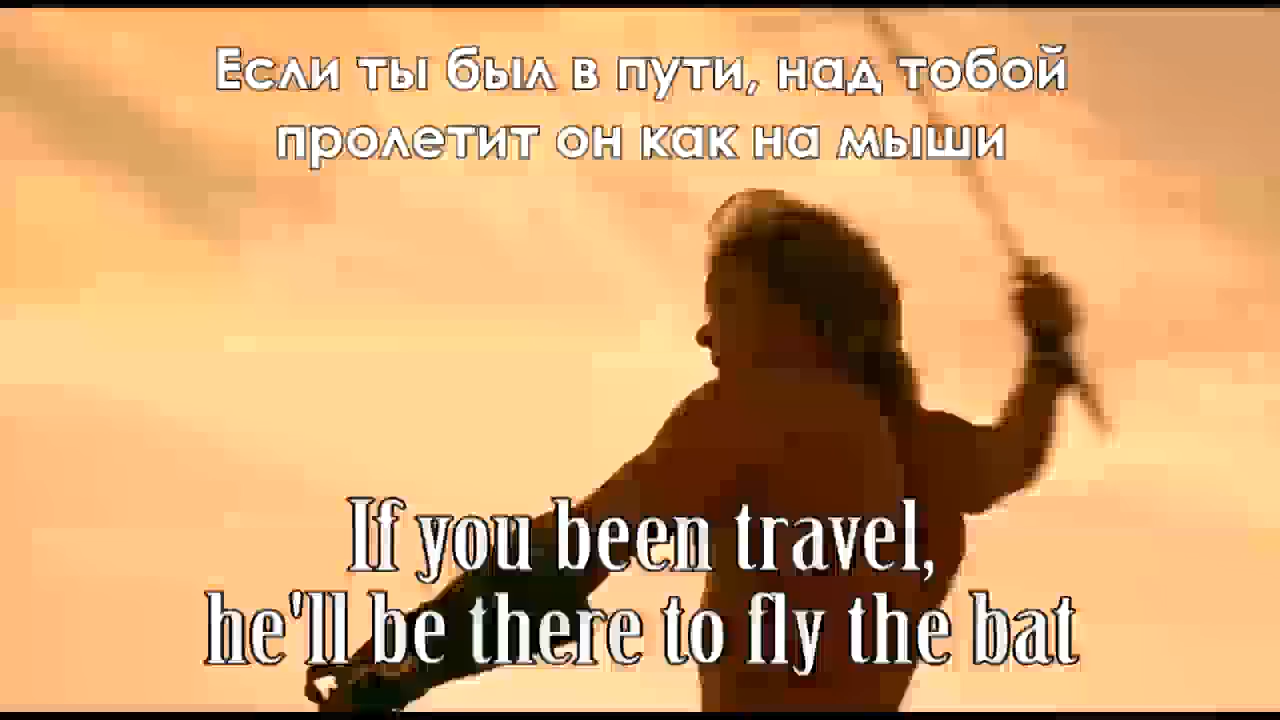 Если ты был в пути, над тобой
пролетит он как на мыши
If you been travel,
he'll be there to fly the bat